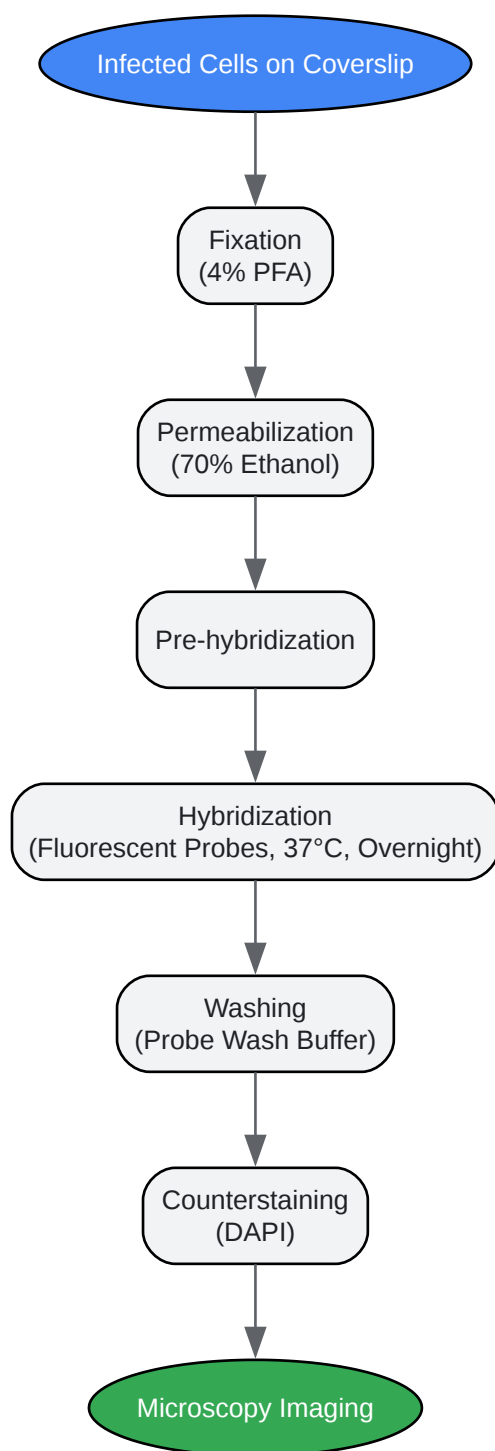 Infected Cells on Coverslip
Fixation
(4% PFA)
Permeabilization
(70% Ethanol)
Pre-hybridization
Hybridization
(Fluorescent Probes, 37°C, Overnight)
Washing
(Probe Wash Buffer)
Counterstaining
(DAPI)
Microscopy Imaging